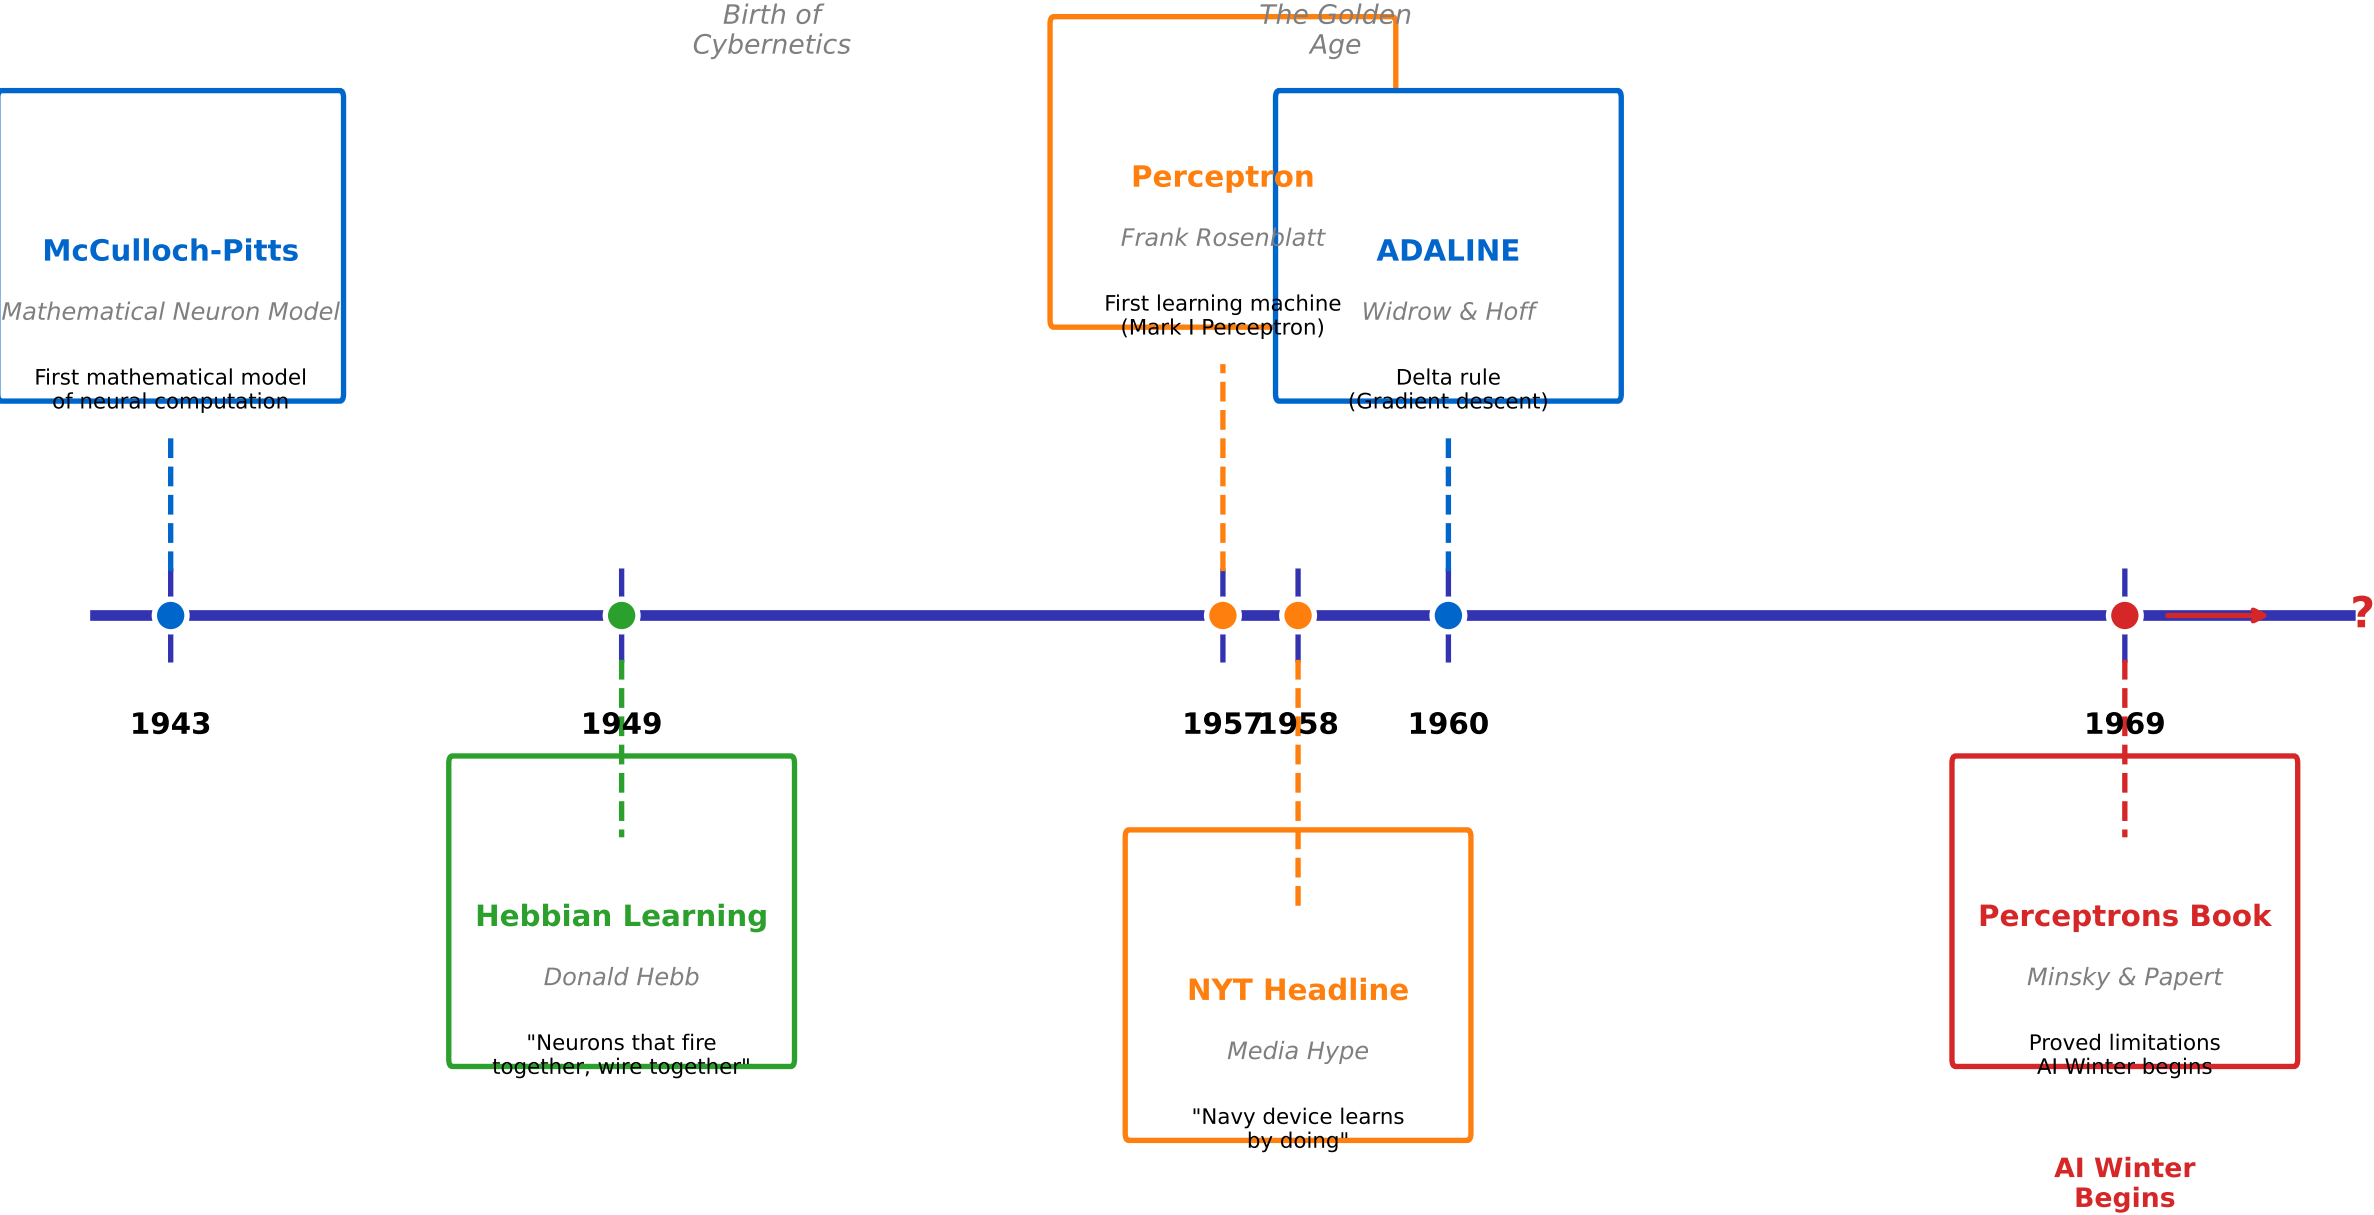 Birth of
Cybernetics
The Golden
Age
McCulloch-Pitts
Mathematical Neuron Model
First mathematical model
of neural computation
Perceptron
Frank Rosenblatt
First learning machine
(Mark I Perceptron)
ADALINE
Widrow & Hoff
Delta rule
(Gradient descent)
?
1943
1949
1957
1958
1960
1969
Hebbian Learning
Donald Hebb
"Neurons that fire
together, wire together"
NYT Headline
Media Hype
"Navy device learns
by doing"
Perceptrons Book
Minsky & Papert
Proved limitations
AI Winter begins
AI Winter
Begins